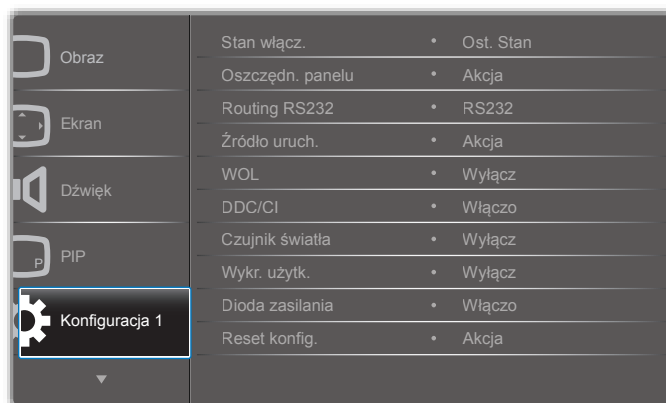 Obraz
Ekran
Dźwięk
PIP
P
Konfiguracja 1
Stan włącz. • Ost. Stan
Oszczędn. panelu • Akcja
Routing RS232 • RS232
Źródło uruch. • Akcja
WOL • Wyłącz
DDC/CI • Włączo
Czujnik światła • Wyłącz
Wykr. użytk. • Wyłącz
Dioda zasilania • Włączo
Reset konfig. • Akcja